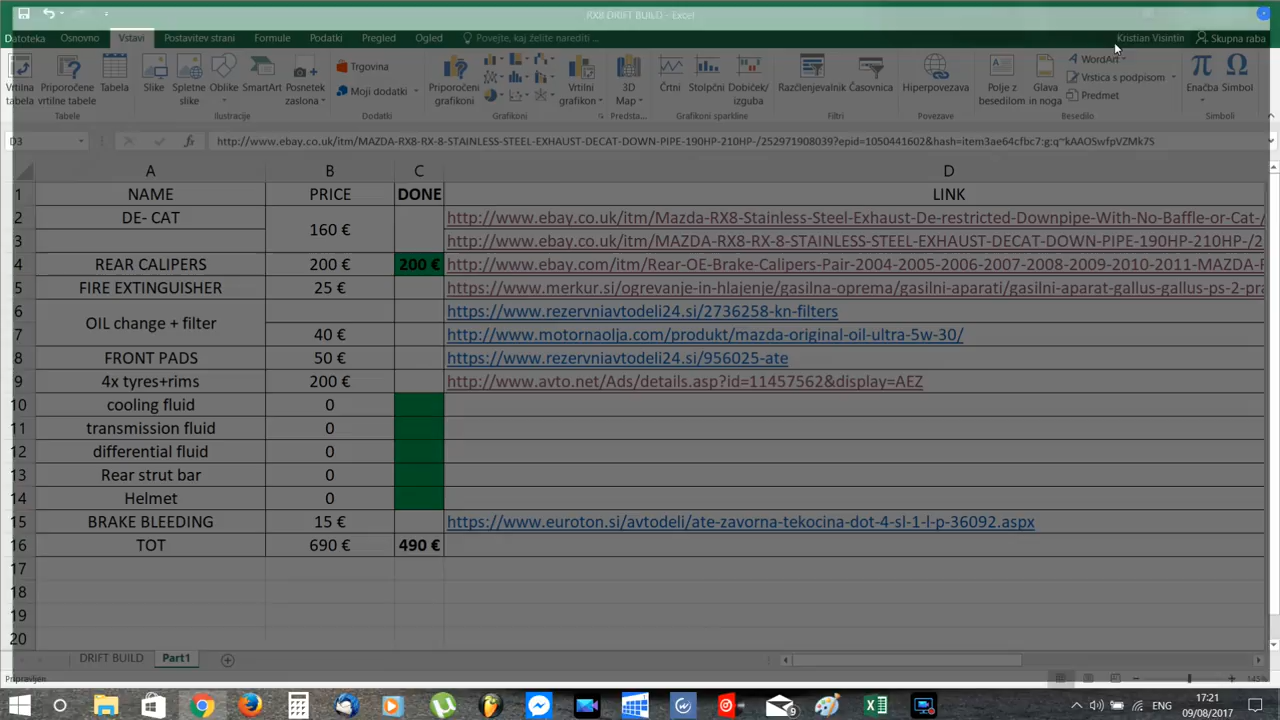 RX8 DRIFT BUILD - Excel
Datoteka Osnovno Vstavi Postavitev strani Formule Podatki Pregled Ogled Povejte, kaj želite narediti ... Kristian Visintin Skupna raba
Vrtilna tabela Priporočene vrtilne tabele Tabela Slike Spletne slike Oblike SmartArt Posnetek zaslona Trgovina Moji dodatki Priporočeni grafikoni Vrtilni grafikon 3D Map Črtni Stolpčni Dobiček/izguba Razčlenjevalnik Časovnica Hiperpovezava Polje z besedilom Glava in noga WordArt Vrstica s podpisom Predmet Enačba Simbol
Tabele Ilustracije Dodatki Grafikoni Predsta... Grafikoni sparkline Filtri Povezave Besedilo Simboli
D3 fx http://www.ebay.co.uk/itm/MAZDA-RX8-RX-8-STAINLESS-STEEL-EXHAUST-DECAT-DOWN-PIPE-190HP-210HP-/252971908039?epid=1050441602&hash=item3ae64cfbc7:g:q~kAAOSwfpVZMk7S
A B C D
1 NAME PRICE DONE LINK
2 DE- CAT 160 € http://www.ebay.co.uk/itm/Mazda-RX8-Stainless-Steel-Exhaust-De-restricted-Downpipe-With-No-Baffle-or-Cat-/
3 http://www.ebay.co.uk/itm/MAZDA-RX8-RX-8-STAINLESS-STEEL-EXHAUST-DECAT-DOWN-PIPE-190HP-210HP-/2
4 REAR CALIPERS 200 € 200 € http://www.ebay.com/itm/Rear-OE-Brake-Calipers-Pair-2004-2005-2006-2007-2008-2009-2010-2011-MAZDA-R
5 FIRE EXTINGUISHER 25 € https://www.merkur.si/ogrevanje-in-hlajenje/gasilna-oprema/gasilni-aparati/gasilni-aparat-gallus-gallus-ps-2-pra
6 OIL change + filter https://www.rezervniavtodeli24.si/2736258-kn-filters
7 40 € http://www.motornaolja.com/produkt/mazda-original-oil-ultra-5w-30/
8 FRONT PADS 50 € https://www.rezervniavtodeli24.si/956025-ate
9 4x tyres+rims 200 € http://www.avto.net/Ads/details.asp?id=11457562&display=AEZ
10 cooling fluid 0
11 transmission fluid 0
12 differential fluid 0
13 Rear strut bar 0
14 Helmet 0
15 BRAKE BLEEDING 15 € https://www.euroton.si/avtodeli/ate-zavorna-tekocina-dot-4-sl-1-l-p-36092.aspx
16 TOT 690 € 490 €
17
18
19
20
DRIFT BUILD Part1
Pripravljen 145%
9 ENG 17:21
09/08/2017